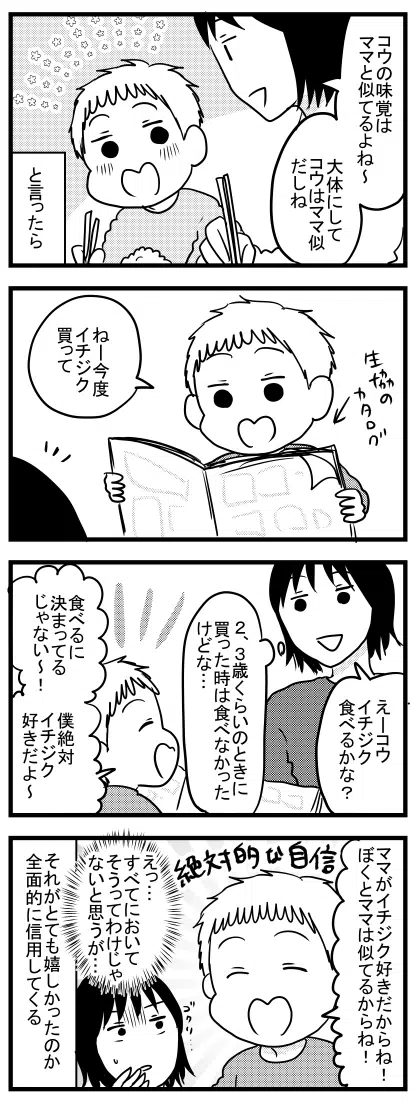 コウの味覚は
ママと似てるよね～
大体にして
コウはママ似
だしね
と言ったら
生協の
カタログ
ねー今度
イチジク
買って
えーコウ
イチジク
食べるかな？
2、3歳くらいのときに
買った時は食べなかった
けどな…
食べるに
決まってる
じゃない～！
僕絶対
イチジク
好きだよ～
ママがイチジク好きだからね！
ぼくとママは似てるからね！
絶対的な自信
えっ…
すべてにおいて
そうってわけじゃ
ないと思うが…
それがとても嬉しかったのか
全面的に信用してくる